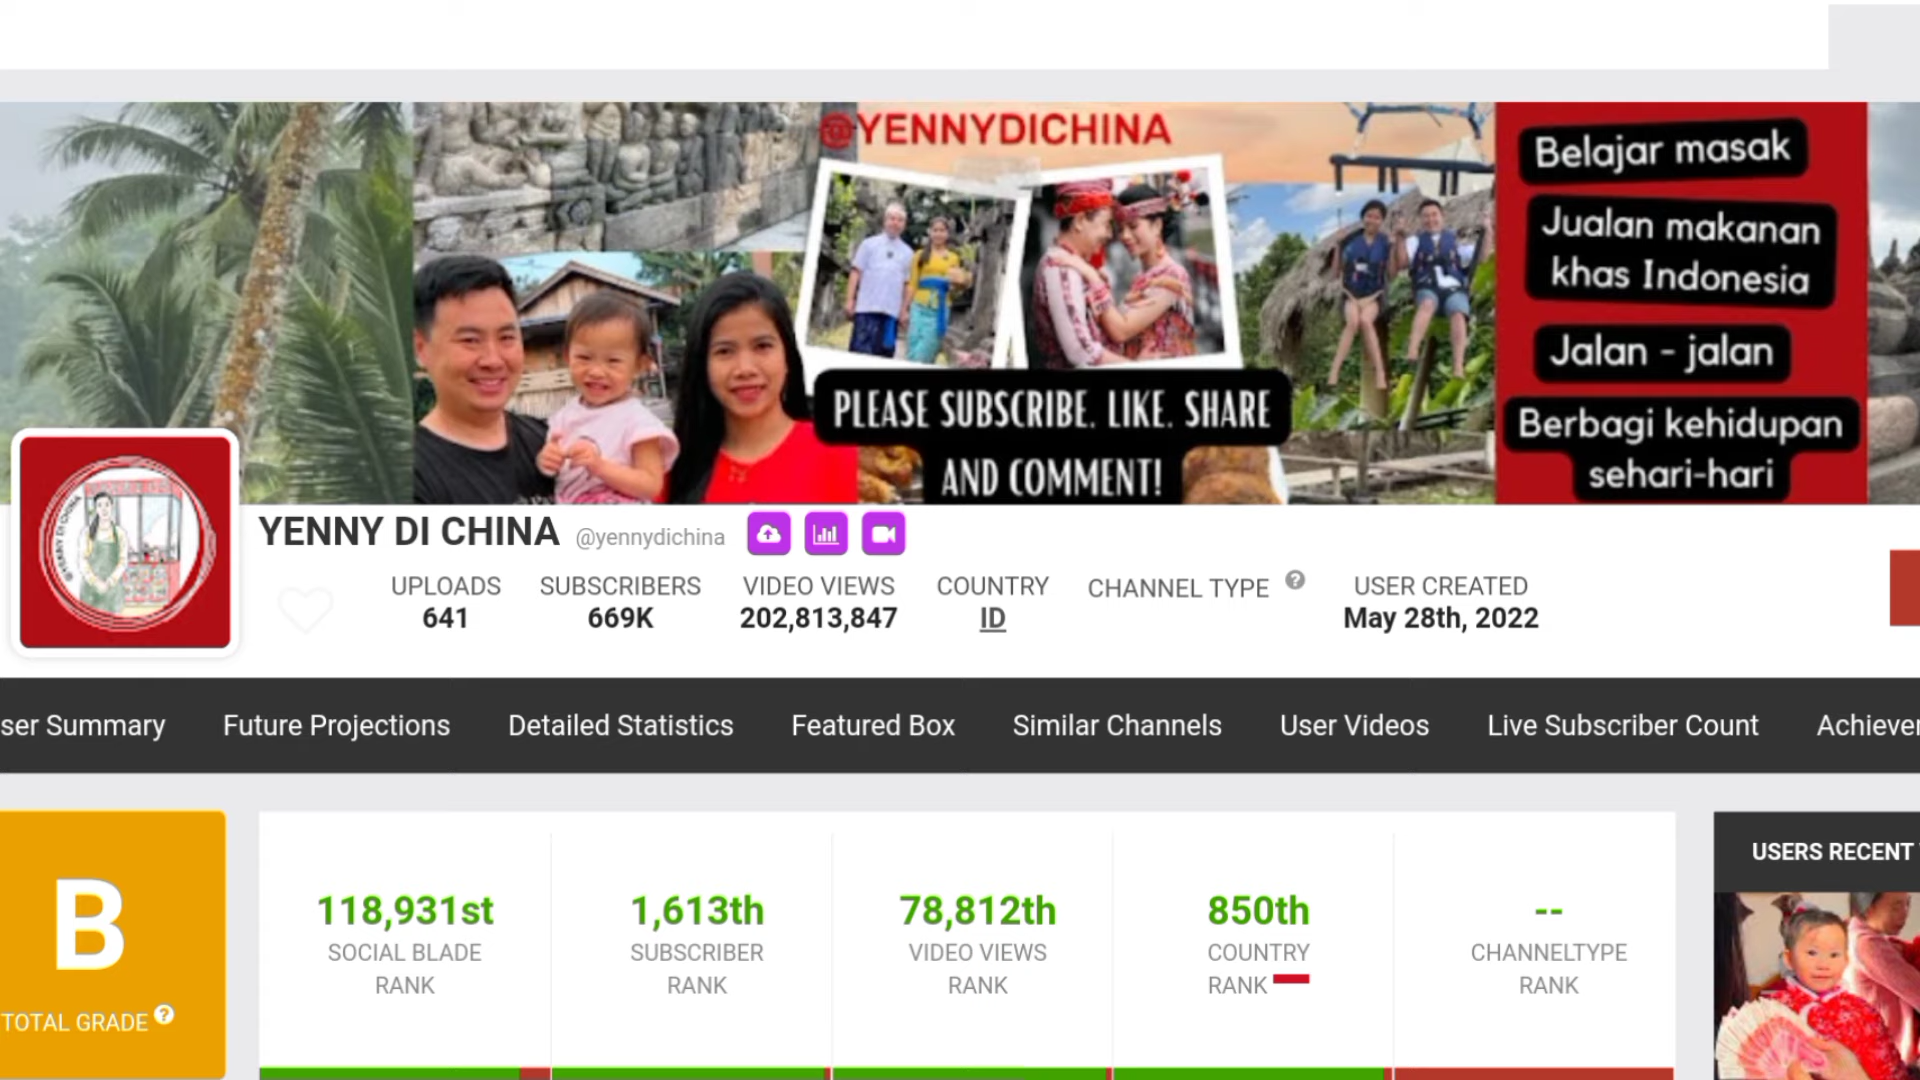 @YENNYDICHINA
Belajar masak
Jualan makanan
khas Indonesia
Jalan - jalan
Berbagi kehidupan
sehari-hari
PLEASE SUBSCRIBE. LIKE. SHARE
AND COMMENT!
@YENNY DI CHINA
YENNY DI CHINA @yennydichina
UPLOADS SUBSCRIBERS VIDEO VIEWS COUNTRY CHANNEL TYPE ? USER CREATED
641 669K 202,813,847 ID May 28th, 2022
ser Summary Future Projections Detailed Statistics Featured Box Similar Channels User Videos Live Subscriber Count Achiever
B
TOTAL GRADE ?
118,931st 1,613th 78,812th 850th --
SOCIAL BLADE SUBSCRIBER VIDEO VIEWS COUNTRY CHANNELTYPE
RANK RANK RANK RANK RANK
USERS RECENT